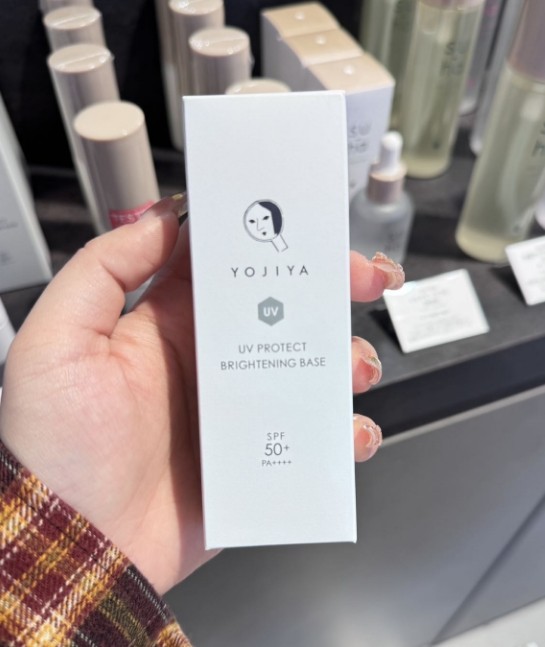 YOJIYA
UV
UV PROTECT
BRIGHTENING BASE
SPF
50+
PA++++